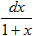 dx
1 + x